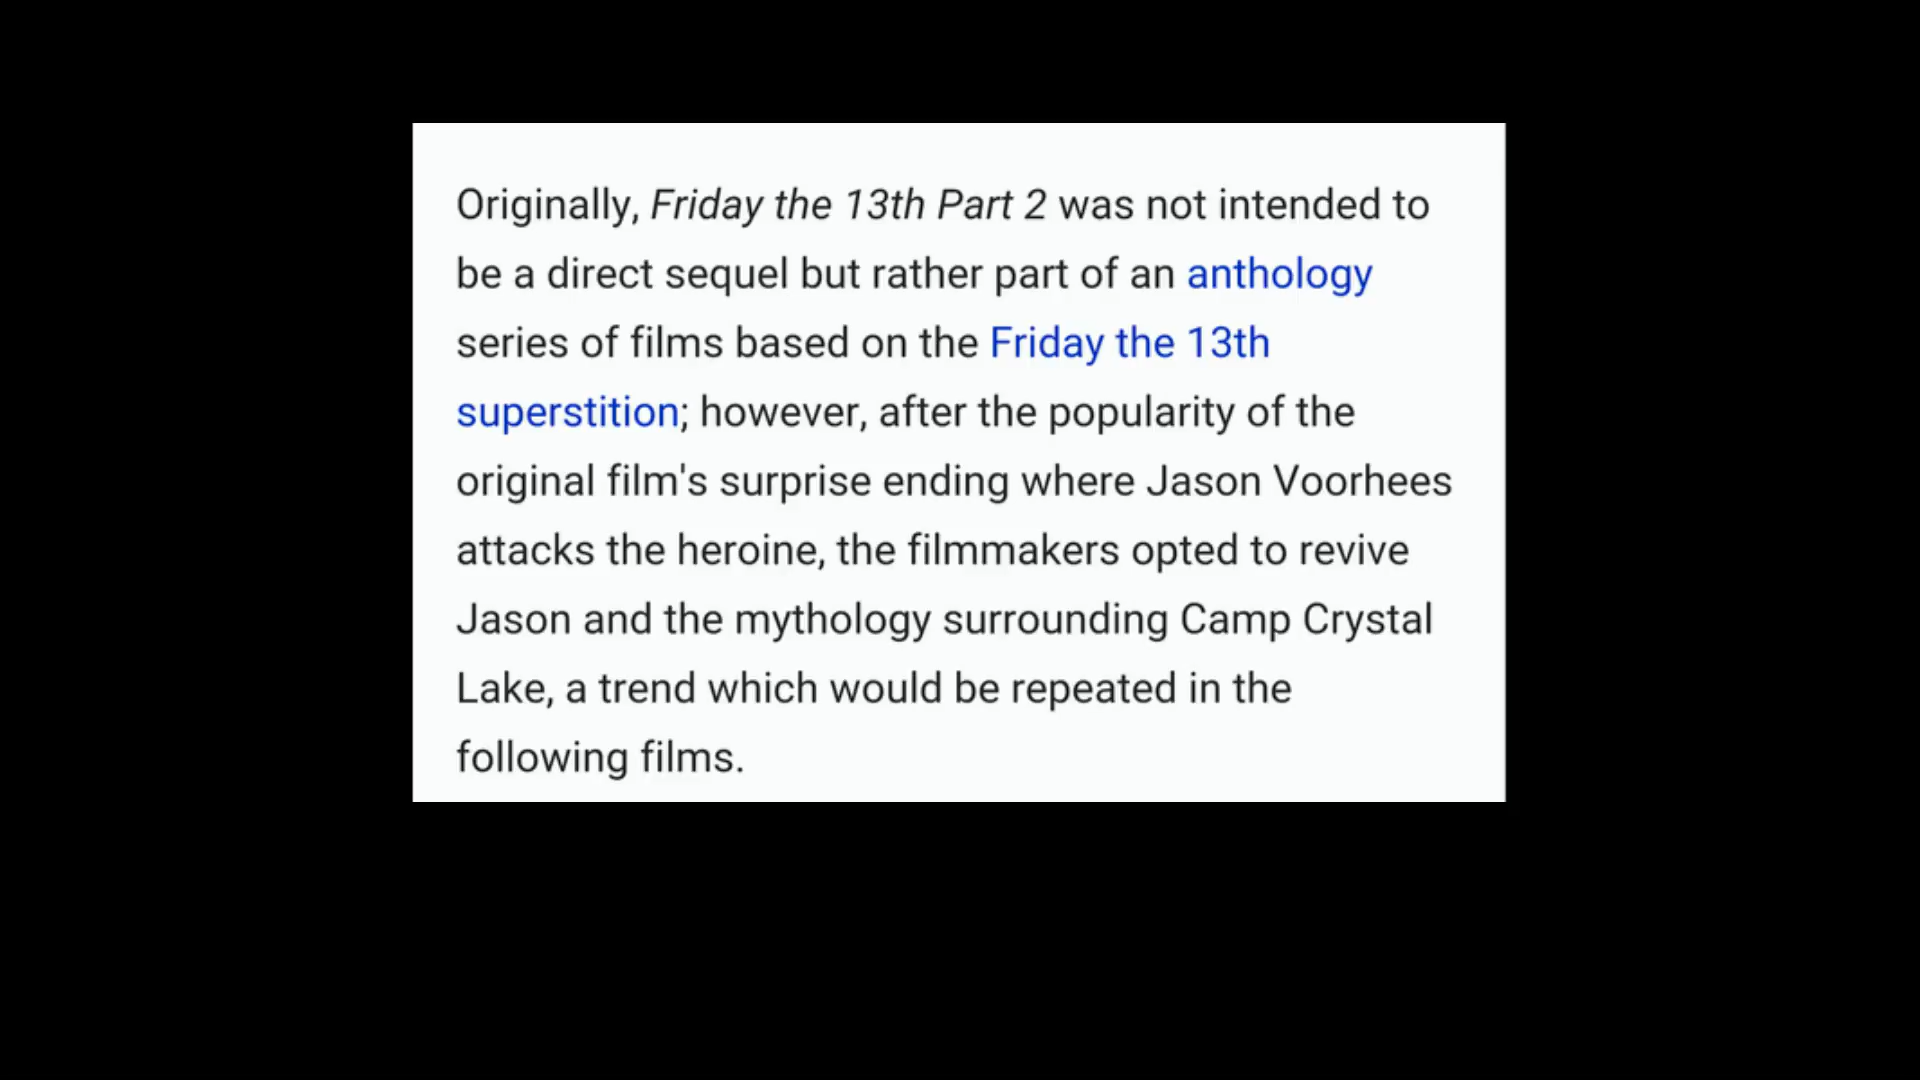 Originally, Friday the 13th Part 2 was not intended to
be a direct sequel but rather part of an anthology
series of films based on the Friday the 13th
superstition; however, after the popularity of the
original film's surprise ending where Jason Voorhees
attacks the heroine, the filmmakers opted to revive
Jason and the mythology surrounding Camp Crystal
Lake, a trend which would be repeated in the
following films.